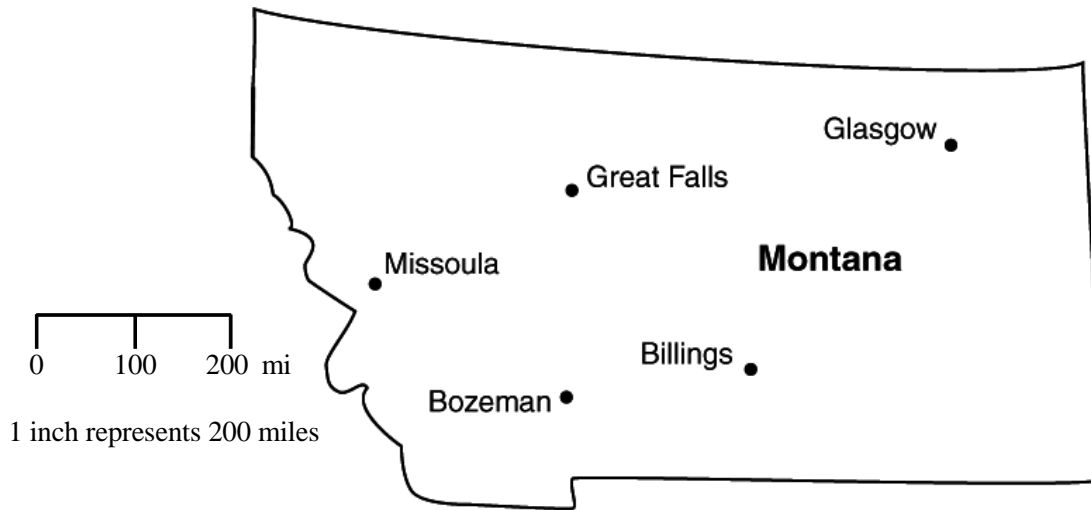 Glasgow
Great Falls
Montana
Missoula
0 100 200 mi
Billings
Bozeman
1 inch represents 200 miles